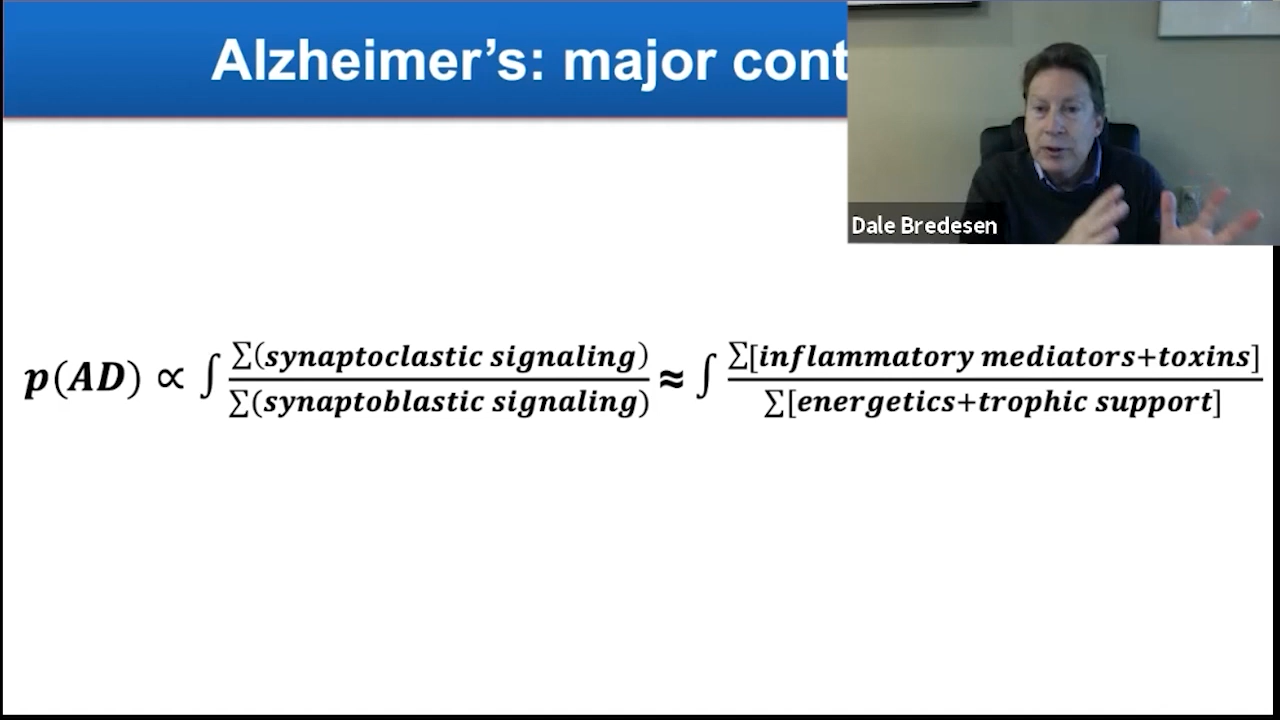 Alzheimer's: major cont
Dale Bredesen
p(AD) ∝ ∫ ∑(synaptoclastic signaling) / ∑(synaptoblastic signaling) ≈ ∫ ∑[inflammatory mediators+toxins] / ∑[energetics+trophic support]